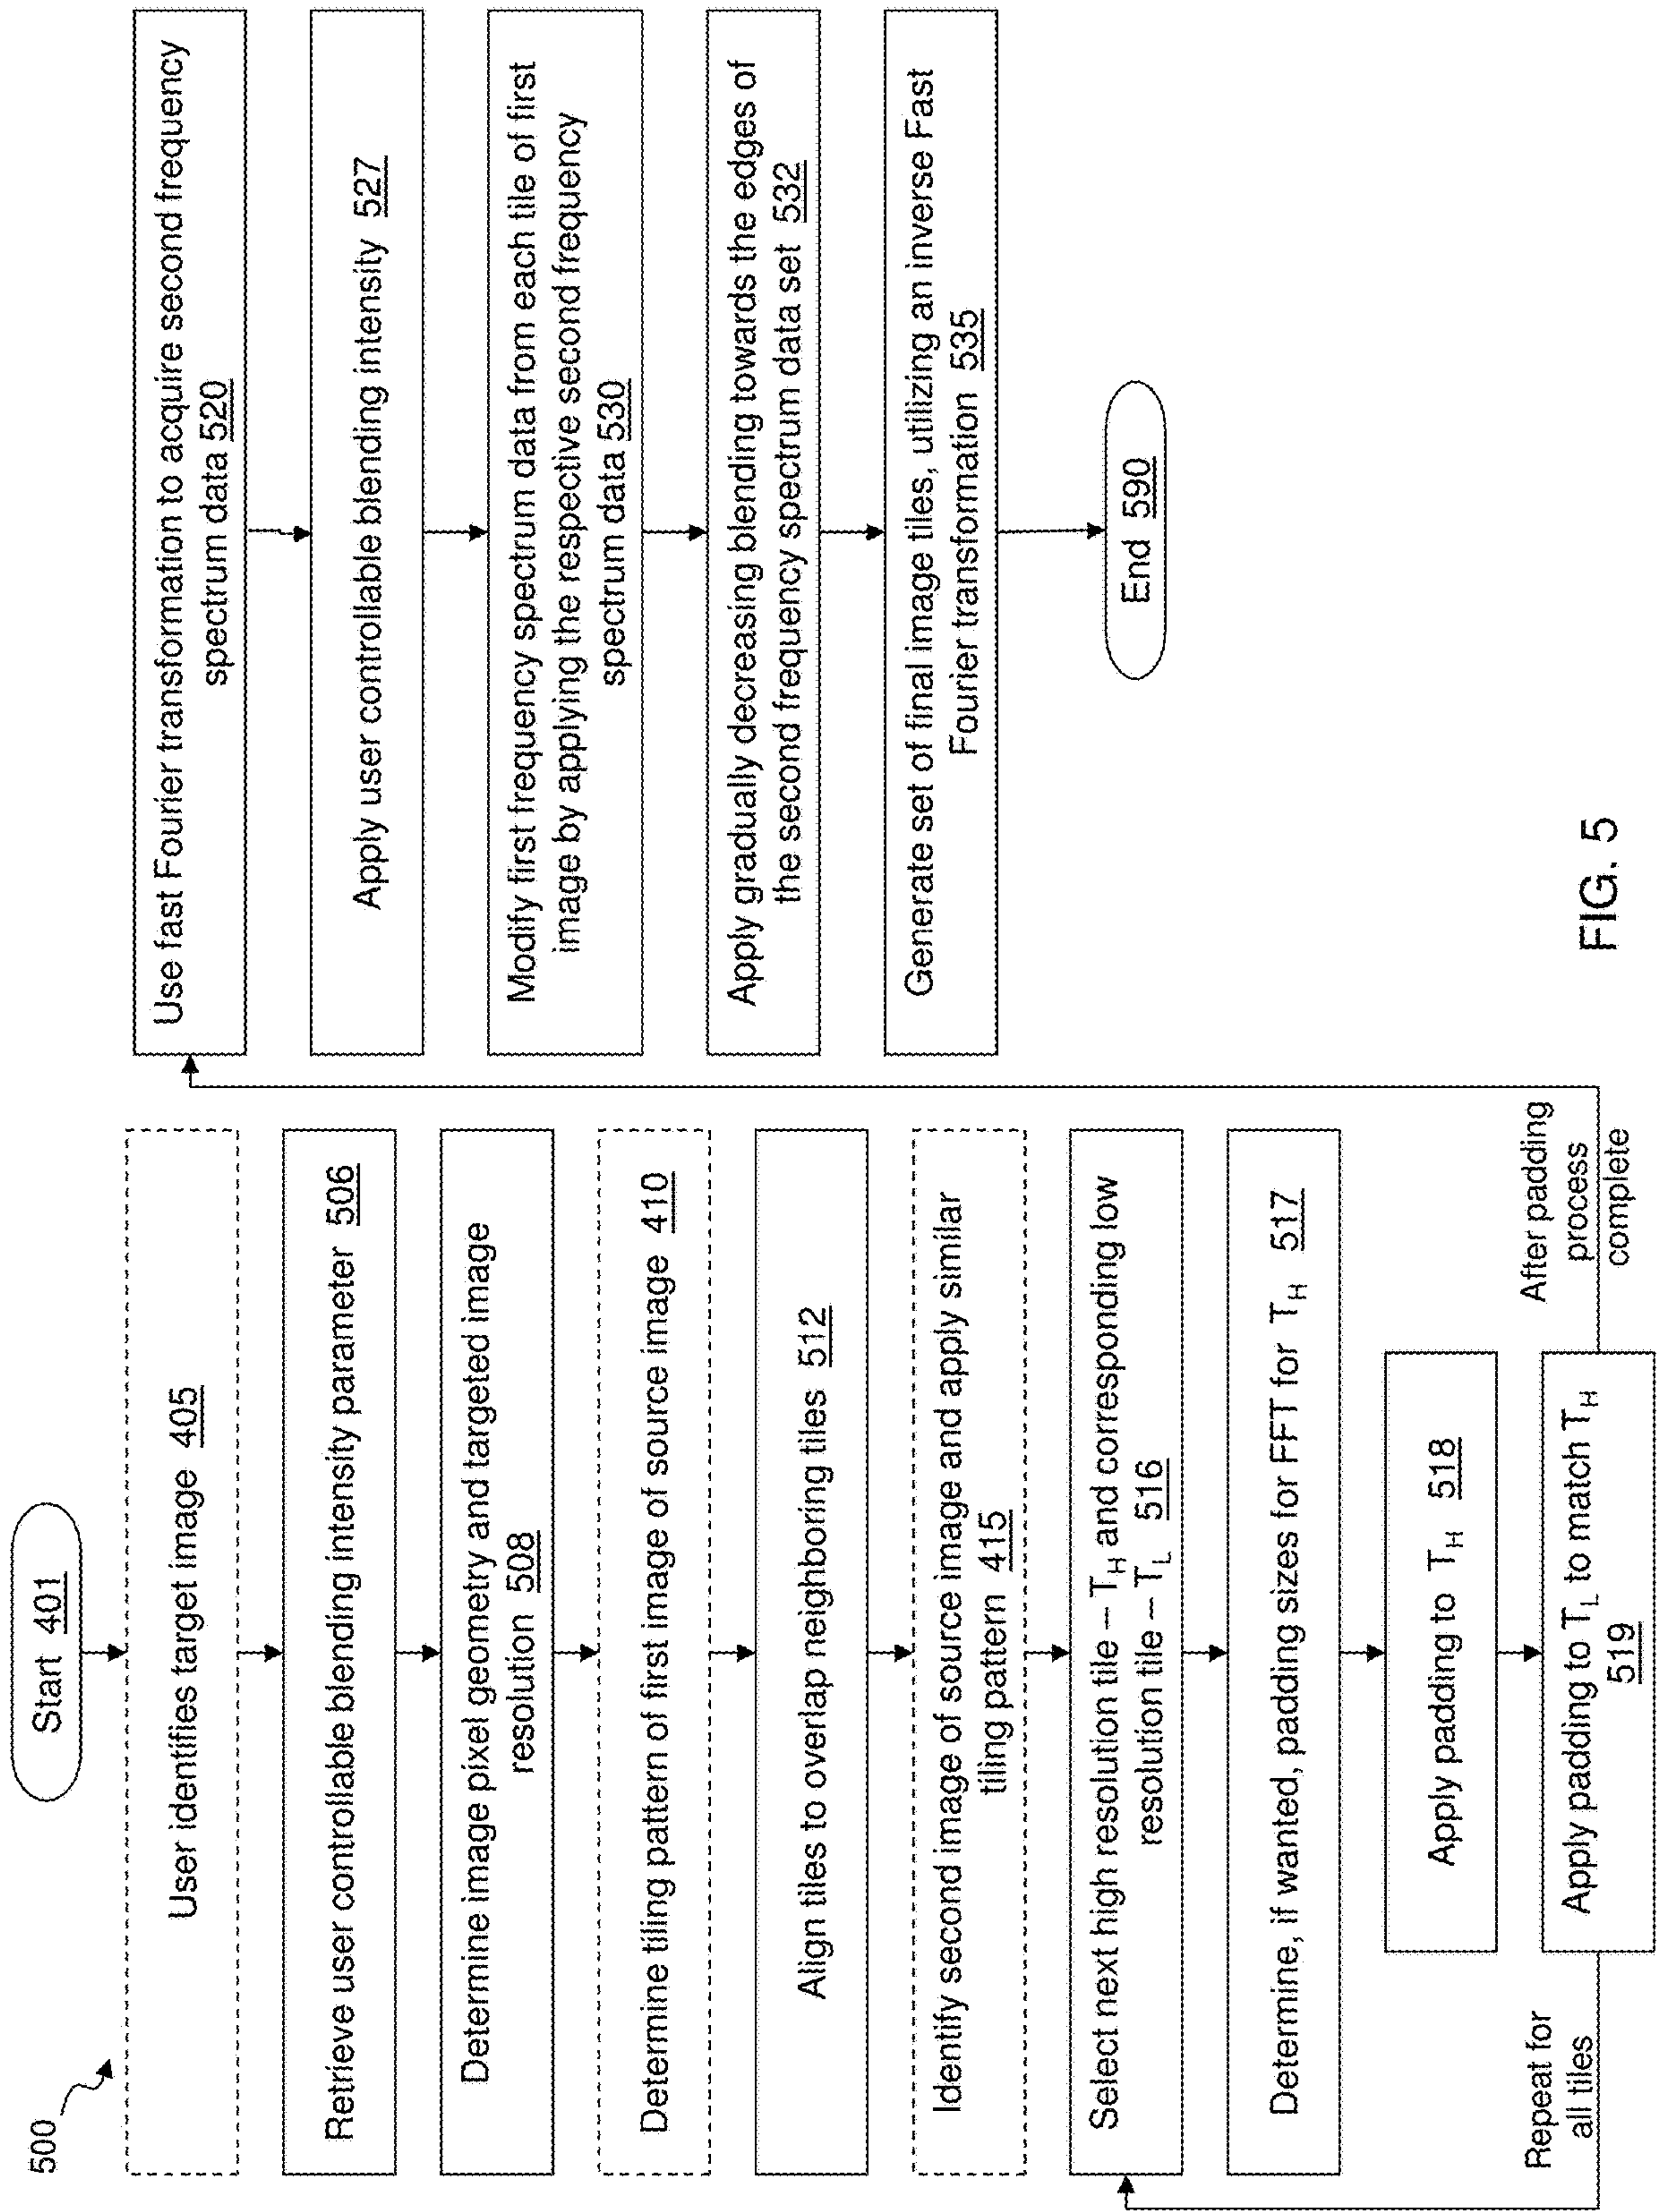 500
Start 401
User identifies target image 405
Retrieve user controllable blending intensity parameter 506
Determine image pixel geometry and targeted image
resolution 508
Determine tiling pattern of first image of source image 410
Align tiles to overlap neighboring tiles 512
Identify second image of source image and apply similar
tiling pattern 415
Select next high resolution tile – T_H and corresponding low
resolution tile – T_L 516
Determine, if wanted, padding sizes for FFT for T_H 517
Apply padding to T_H 518
Apply padding to T_L to match T_H
519
Repeat for
all tiles
After padding
process
complete
Use fast Fourier transformation to acquire second frequency
spectrum data 520
Apply user controllable blending intensity 527
Modify first frequency spectrum data from each tile of first
image by applying the respective second frequency
spectrum data 530
Apply gradually decreasing blending towards the edges of
the second frequency spectrum data set 532
Generate set of final image tiles, utilizing an inverse Fast
Fourier transformation 535
End 590
FIG. 5